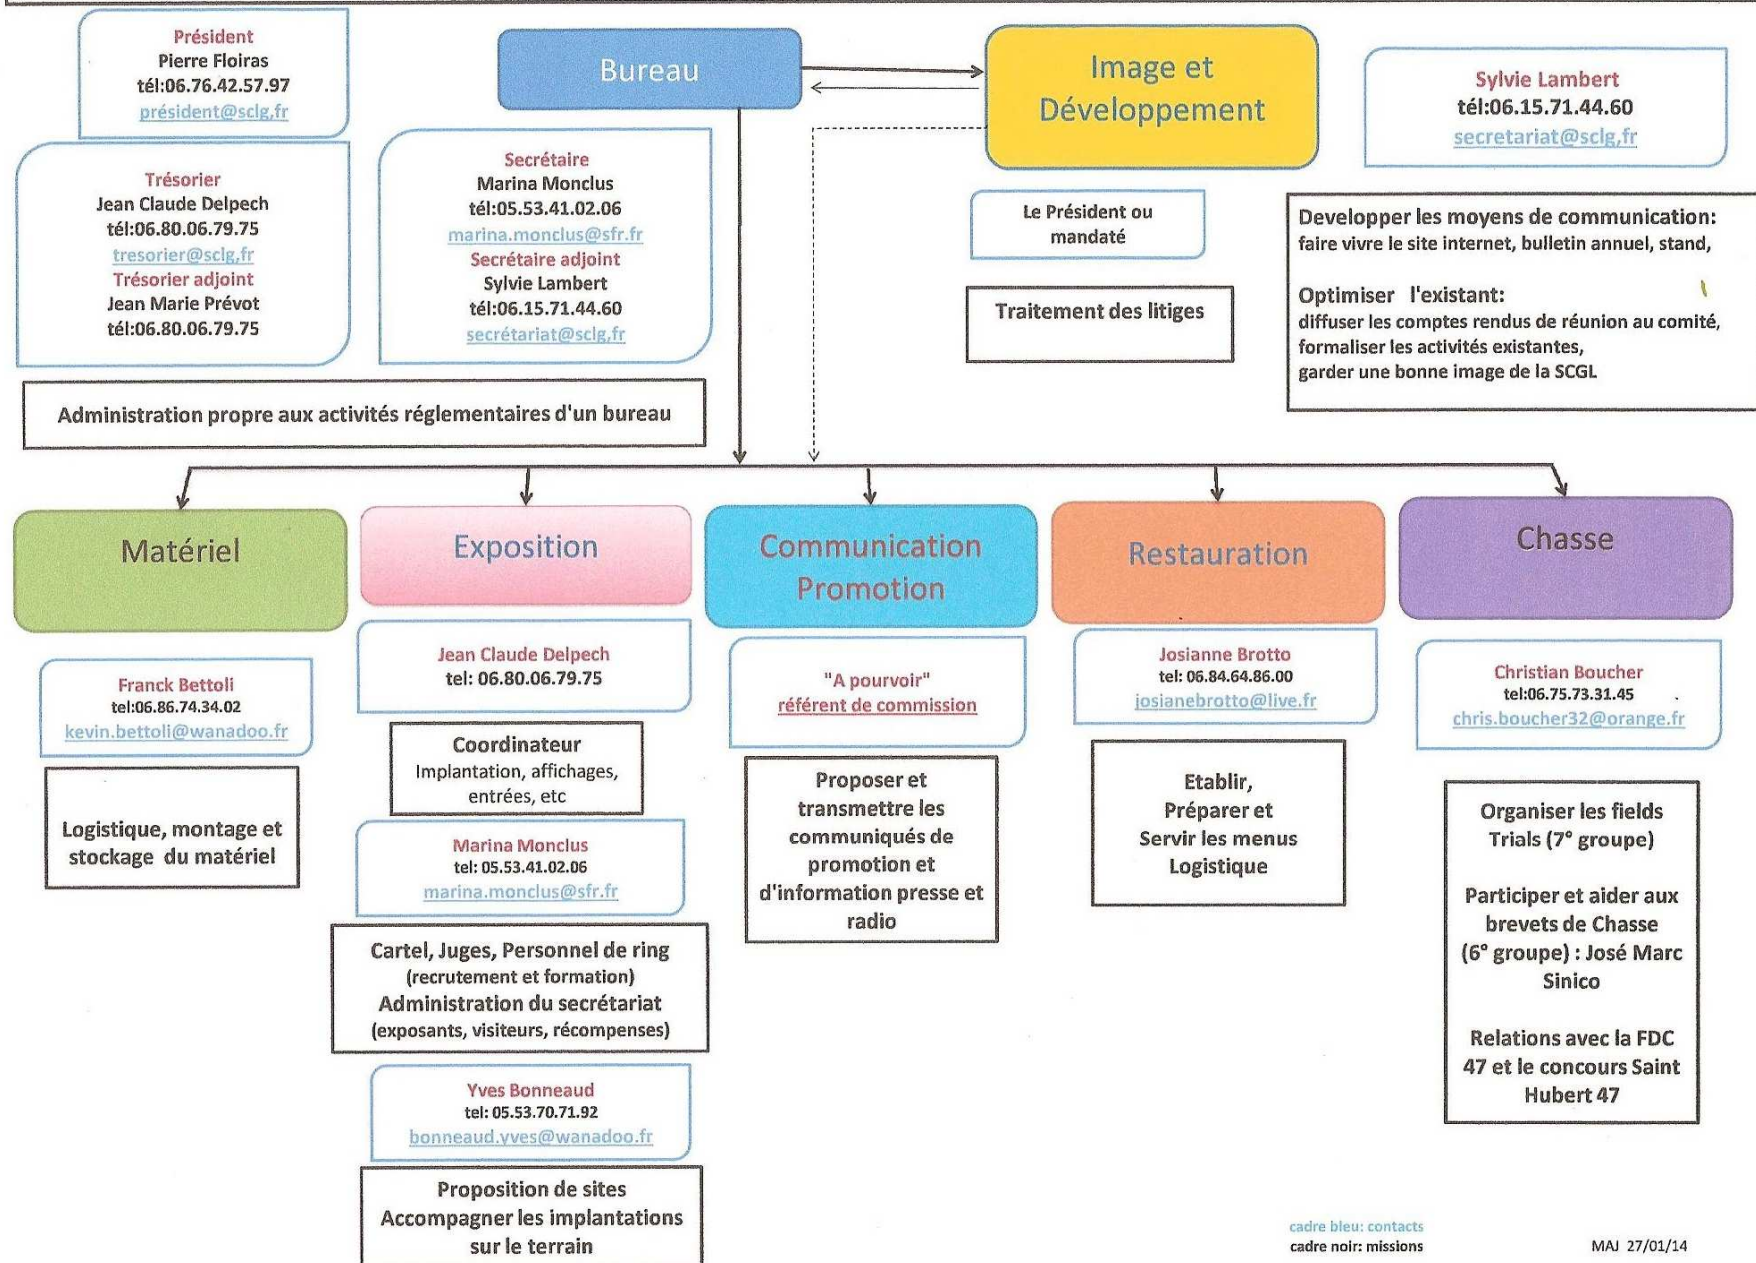 Président
Pierre Floiras
tél:06.76.42.57.97
président@sclg,fr
Trésorier
Jean Claude Delpech
tél:06.80.06.79.75
tresorier@sclg,fr
Trésorier adjoint
Jean Marie Prévot
tél:06.80.06.79.75
Bureau
Secrétaire
Marina Monclus
tél:05.53.41.02.06
marina.monclus@sfr.fr
Secrétaire adjoint
Sylvie Lambert
tél:06.15.71.44.60
secrétariat@sclg,fr
Administration propre aux activités réglementaires d'un bureau
Image et
Développement
Le Président ou
mandaté
Traitement des litiges
Sylvie Lambert
tél:06.15.71.44.60
secretariat@sclg,fr
Developper les moyens de communication:
faire vivre le site internet, bulletin annuel, stand,
Optimiser l'existant:
diffuser les comptes rendus de réunion au comité,
formaliser les activités existantes,
garder une bonne image de la SCGL
Matériel
Franck Bettoli
tel:06.86.74.34.02
kevin.bettoli@wanadoo.fr
Logistique, montage et
stockage du matériel
Exposition
Jean Claude Delpech
tel: 06.80.06.79.75
Coordinateur
Implantation, affichages,
entrées, etc
Marina Monclus
tel: 05.53.41.02.06
marina.monclus@sfr.fr
Cartel, Juges, Personnel de ring
(recrutement et formation)
Administration du secrétariat
(exposants, visiteurs, récompenses)
Yves Bonneaud
tel: 05.53.70.71.92
bonneaud.yves@wanadoo.fr
Proposition de sites
Accompagner les implantations
sur le terrain
Communication
Promotion
"A pourvoir"
référent de commission
Proposer et
transmettre les
communiqués de
promotion et
d'information presse et
radio
Restauration
Josianne Brotto
tel: 06.84.64.86.00
josianebrotto@live.fr
Etablir,
Préparer et
Servir les menus
Logistique
Chasse
Christian Boucher
tel:06.75.73.31.45
chris.boucher32@orange.fr
Organiser les fields
Trials (7° groupe)
Participer et aider aux
brevets de Chasse
(6° groupe) : José Marc
Sinico
Relations avec la FDC
47 et le concours Saint
Hubert 47
cadre bleu: contacts
cadre noir: missions
MAJ 27/01/14